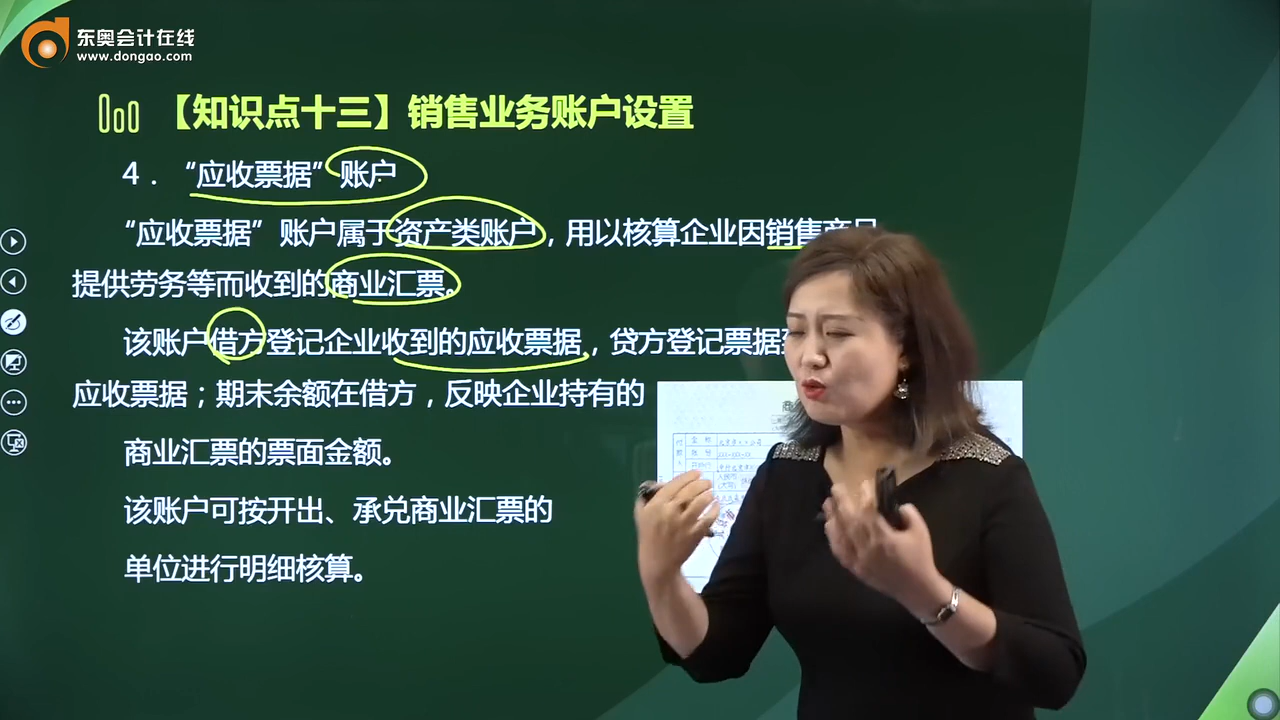 东奥会计在线
www.dongao.com
【知识点十三】销售业务账户设置
4．“应收票据”账户
“应收票据”账户属于资产类账户，用以核算企业因销售商品
提供劳务等而收到的商业汇票。
该账户借方登记企业收到的应收票据，贷方登记票据
应收票据；期末余额在借方，反映企业持有的
商业汇票的票面金额。
该账户可按开出、承兑商业汇票的
单位进行明细核算。